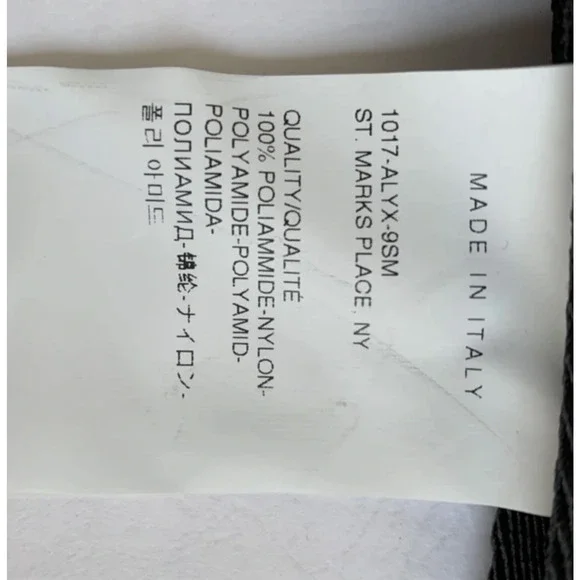 MADE IN ITALY
1017-ALYX-9SM
ST. MARKS PLACE, NY
QUALITY/QUALITÉ
100% POLIAMMIDE-NYLON-
POLYAMIDE-POLYAMID-
POLIAMIDA-
ПОЛИАМИД-锦纶-ナイロン-
폴리 아미드